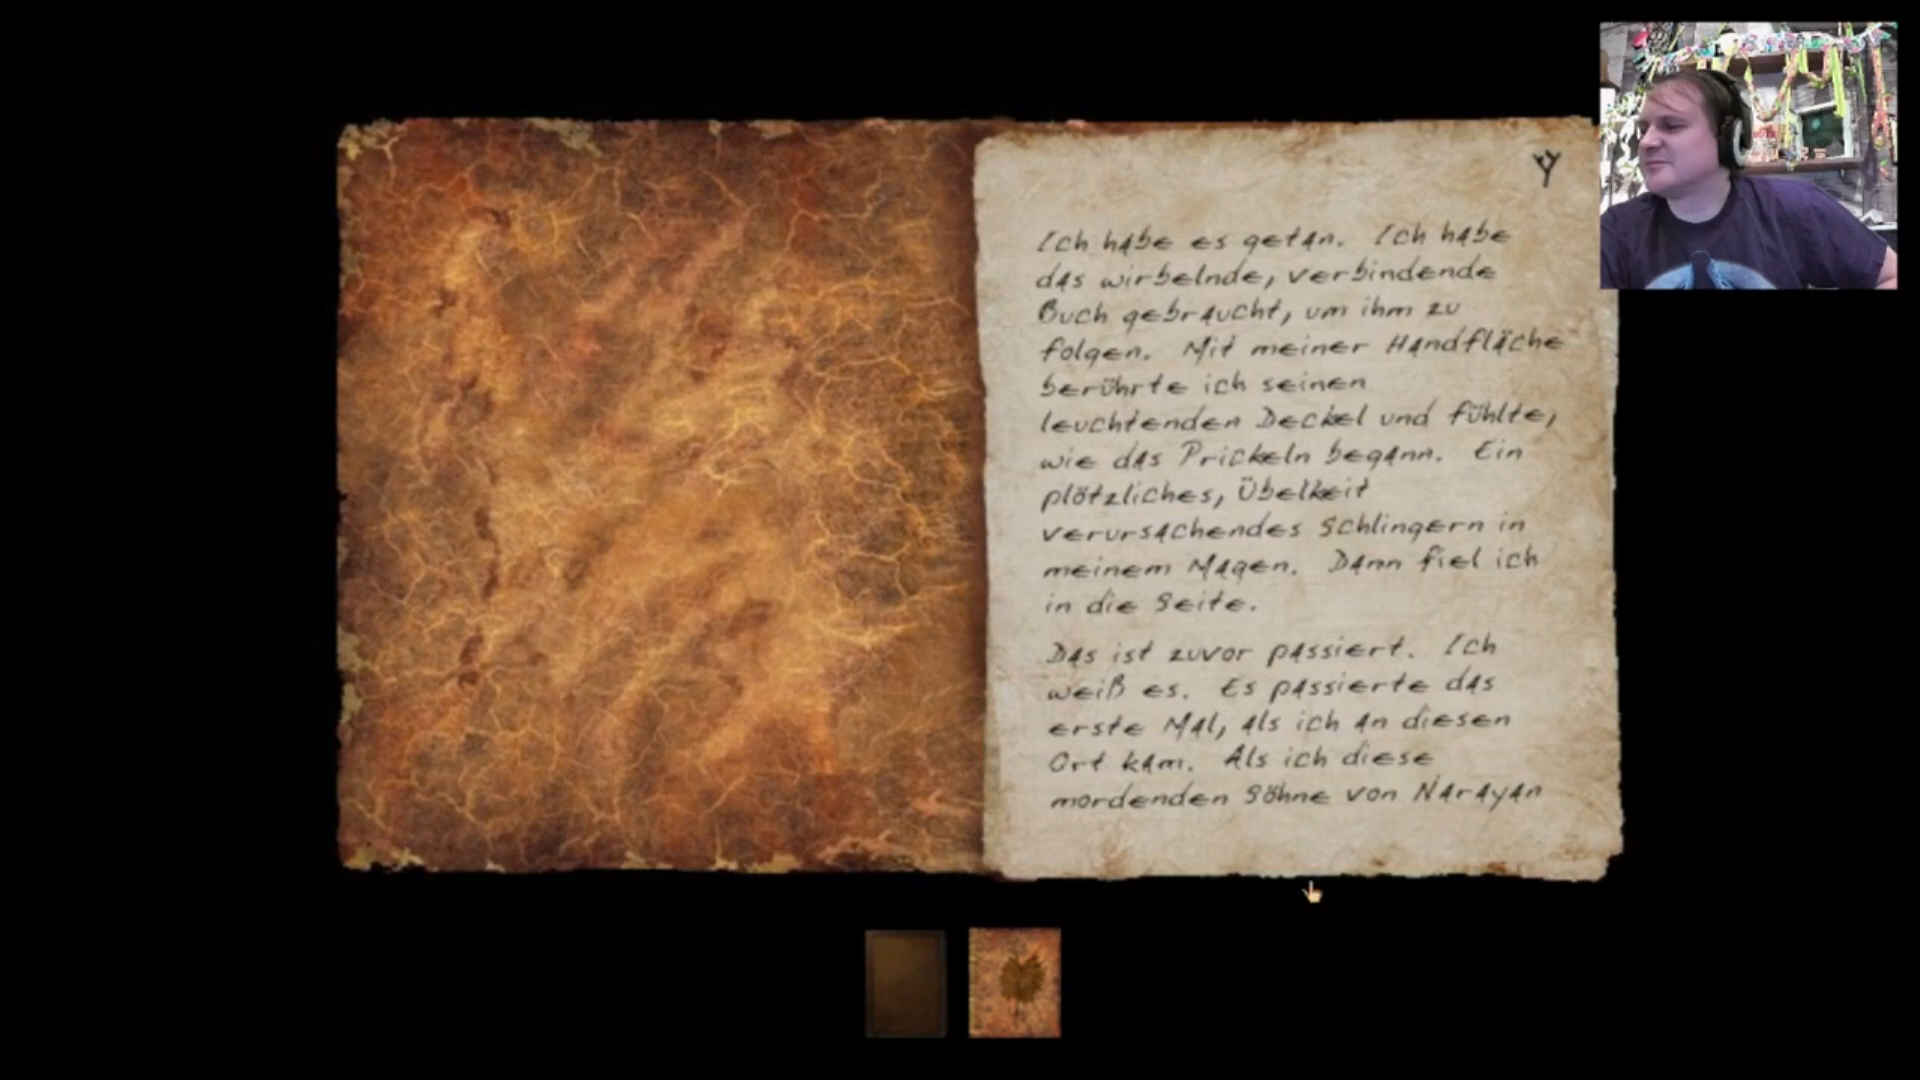 Ich habe es getan. Ich habe
das wirbelnde, verbindende
Buch gebraucht, um ihm zu
folgen. Mit meiner Handfläche
berührte ich seinen
leuchtenden Deckel und fühlte,
wie das Prickeln begann. Ein
plötzliches, Übelkeit
verursachendes Schlingern in
meinem Magen. Dann fiel ich
in die Seite.
Das ist zuvor passiert. Ich
weiß es. Es passierte das
erste Mal, als ich an diesen
Ort kam. Als ich diese
mordenden Söhne von Narayan